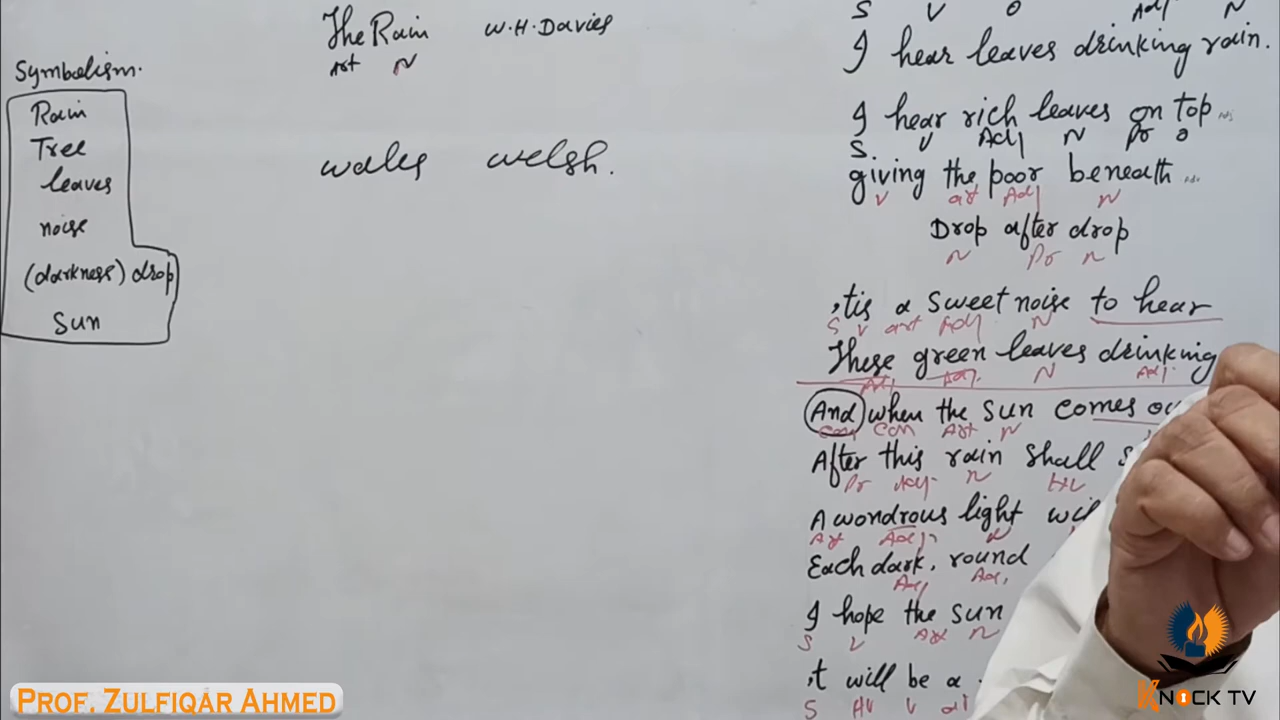 The Rain W.H. Davies
Art N
Symbolism.
Rain
Tree
leaves
noise
(darkness) drop
Sun
wales welsh.
S V O Adj N
I hear leaves drinking rain.
I hear rich leaves on top
S. V Adj N Pr O
giving the poor beneath
V art Adj N
Drop after drop
N Pr n
'tis a sweet noise to hear
S V art Adj N
These green leaves drinking
Adj Adj. N Adj.
And when the sun comes
Conj Con Art N
After this rain shall
Pr Adj N HV
A wondrous light
Art Adj. N
Each dark, round
Adj Adj.
I hope the sun
S V Art N
it will be a
S HV V
PROF. ZULFIQAR AHMED
KNOCK TV